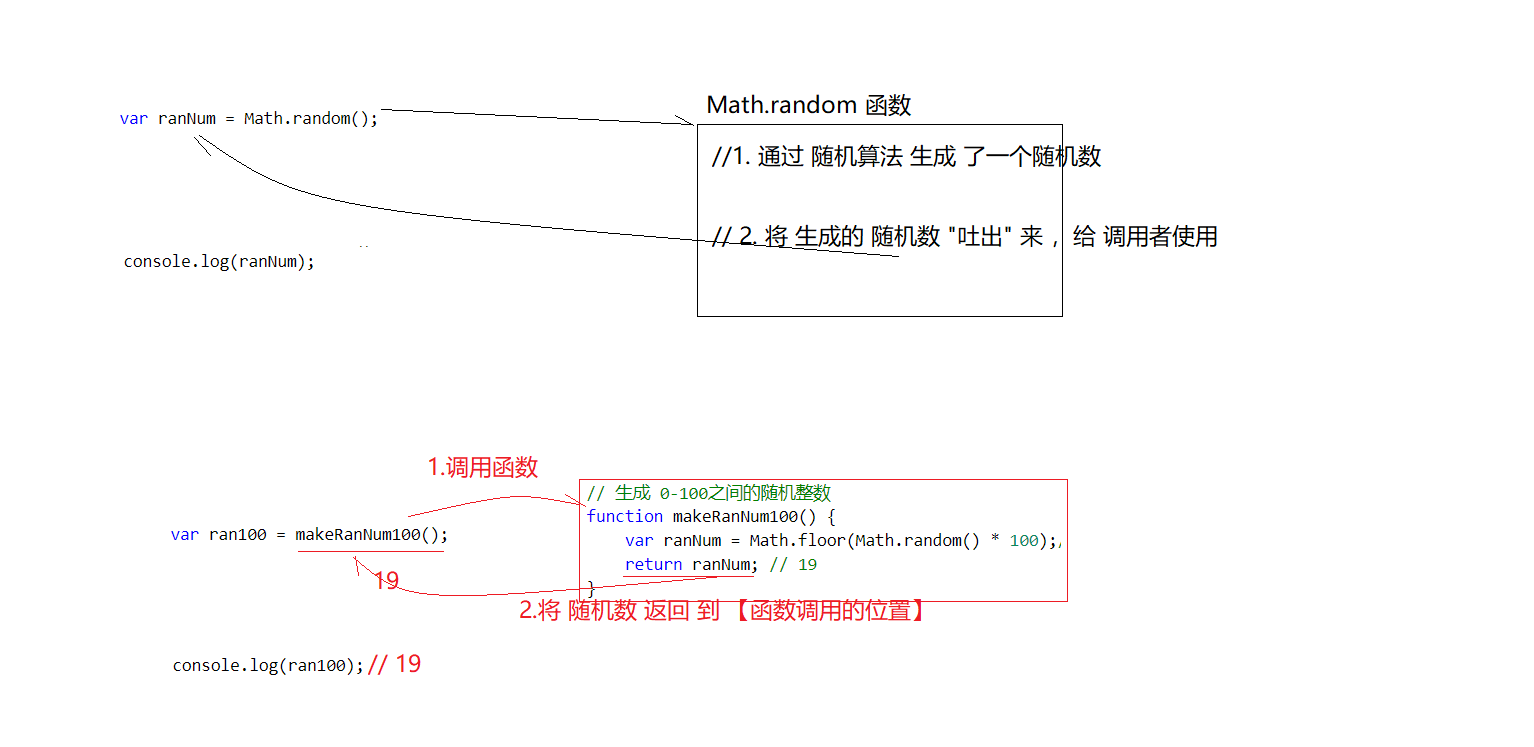 Math.random 函数
var ranNum = Math.random();
//1. 通过 随机算法 生成 了一个随机数
// 2. 将 生成的 随机数 "吐出" 来 ， 给 调用者使用
console.log(ranNum);
1.调用函数
// 生成 0-100之间的随机整数
function makeRanNum100() {
var ran100 = makeRanNum100();
var ranNum = Math.floor(Math.random() * 100);/
return ranNum; // 19
19
}
2.将 随机数 返回 到 【函数调用的位置】
console.log(ran100); // 19